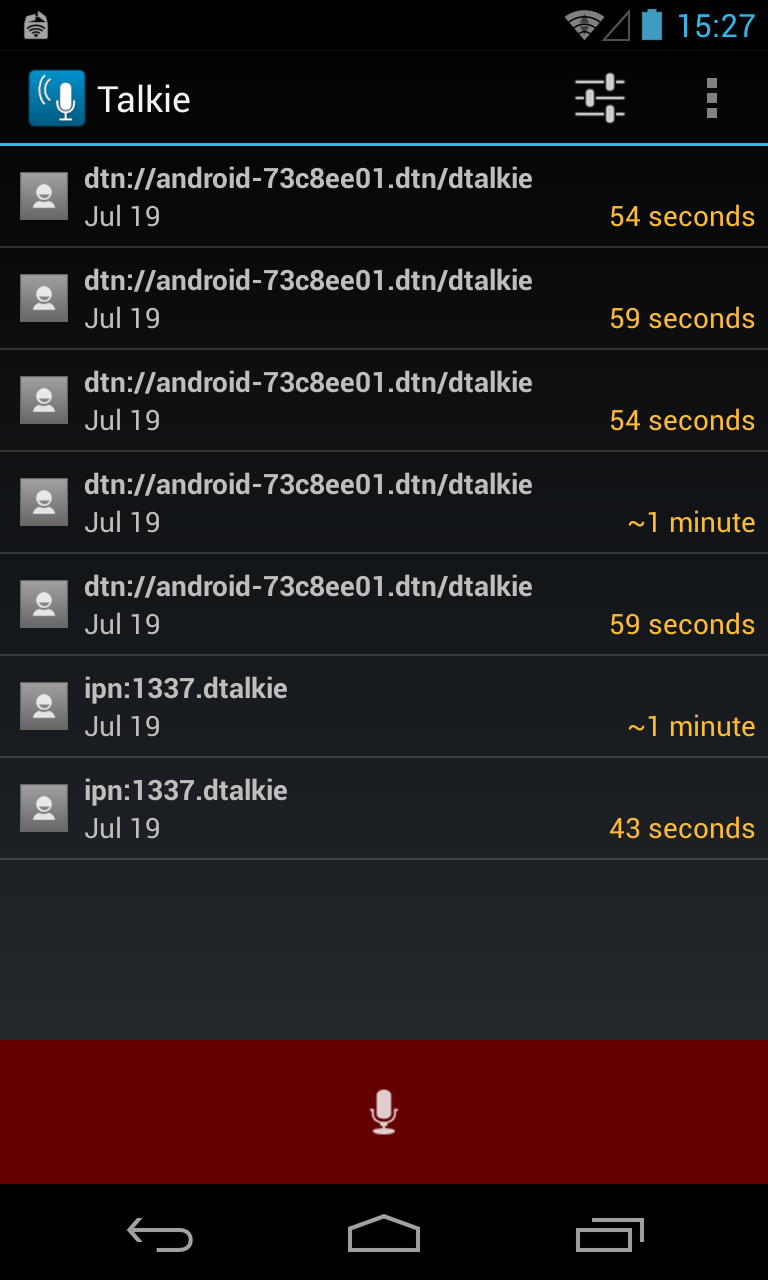 15:27
Talkie
dtn://android-73c8ee01.dtn/dtalkie
Jul 19 54 seconds
dtn://android-73c8ee01.dtn/dtalkie
Jul 19 59 seconds
dtn://android-73c8ee01.dtn/dtalkie
Jul 19 54 seconds
dtn://android-73c8ee01.dtn/dtalkie
Jul 19 ~1 minute
dtn://android-73c8ee01.dtn/dtalkie
Jul 19 59 seconds
ipn:1337.dtalkie
Jul 19 ~1 minute
ipn:1337.dtalkie
Jul 19 43 seconds